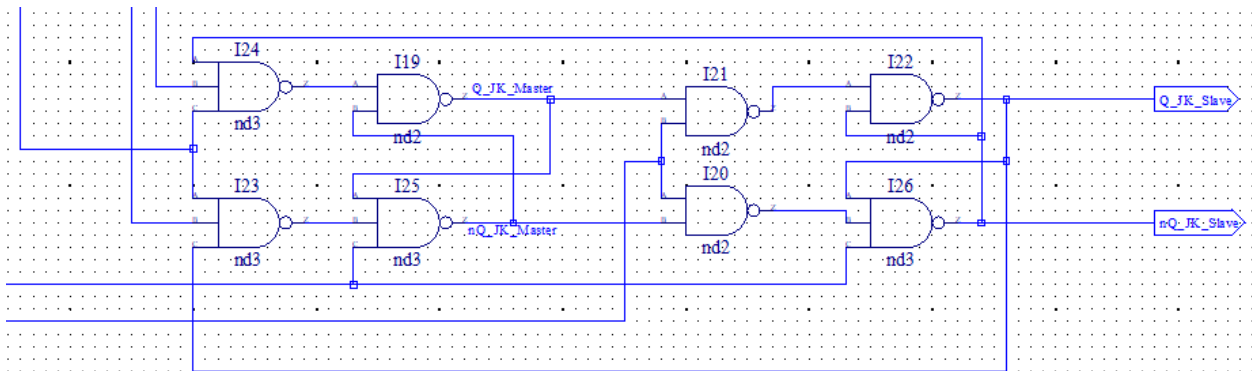 I24
A
B
C
Z
nd3
I19
A
B
Z
nd2
Q_JK_Master
I21
A
B
Z
nd2
I22
A
B
Z
nd2
Q_JK_Slave
I23
A
B
C
Z
nd3
I25
A
B
C
Z
nd3
nQ_JK_Master
I20
A
B
Z
nd2
I26
A
B
C
Z
nd3
nQ_JK_Slave